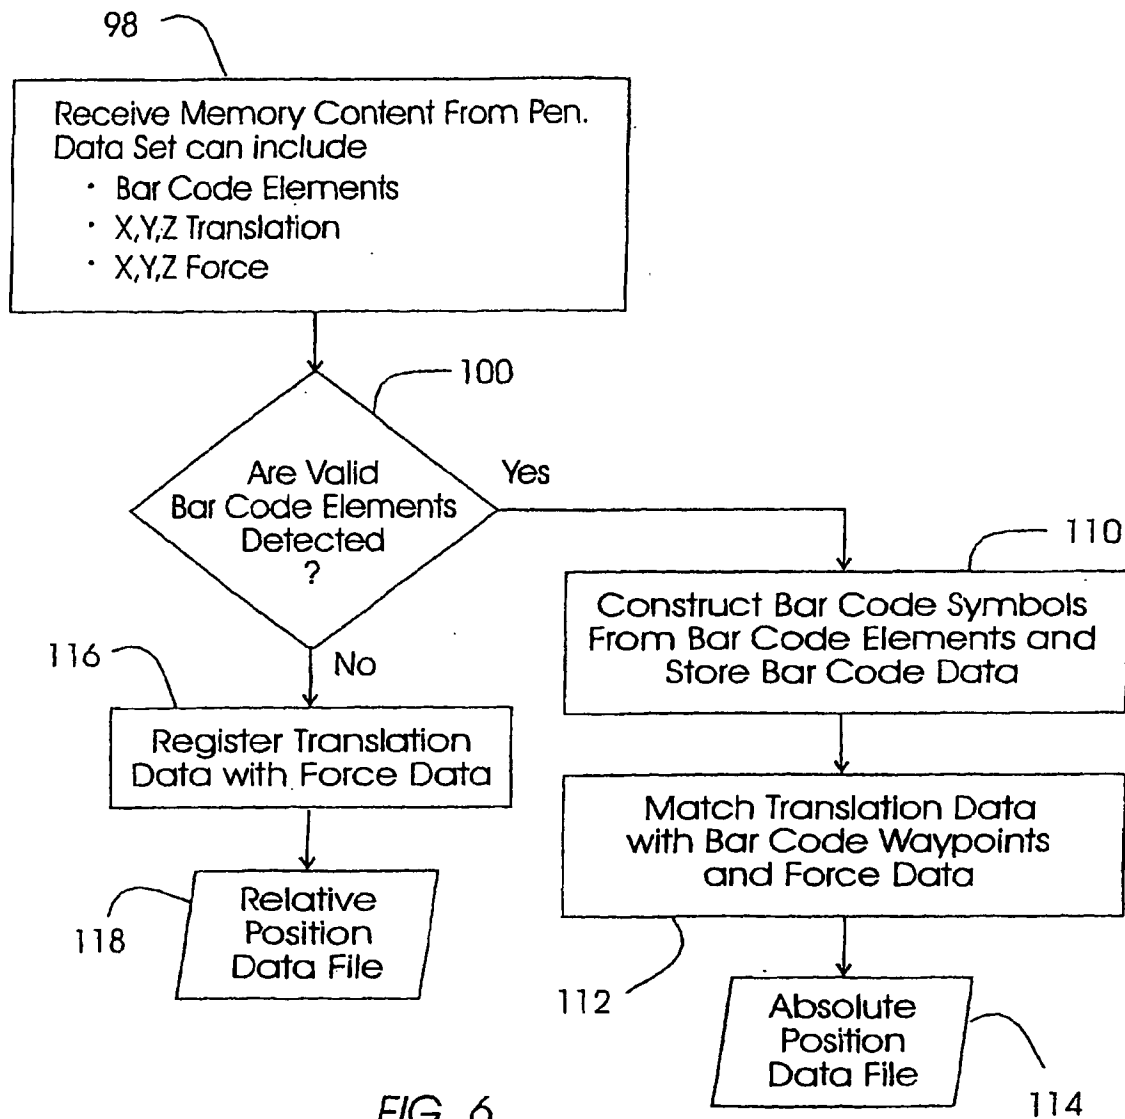 98
Receive Memory Content From Pen.
Data Set can include
· Bar Code Elements
· X,Y,Z Translation
· X,Y,Z Force
100
Are Valid
Bar Code Elements
Detected
?
Yes
No
110
Construct Bar Code Symbols
From Bar Code Elements and
Store Bar Code Data
116
Register Translation
Data with Force Data
Match Translation Data
with Bar Code Waypoints
and Force Data
112
118
Relative
Position
Data File
Absolute
Position
Data File
114
FIG. 6